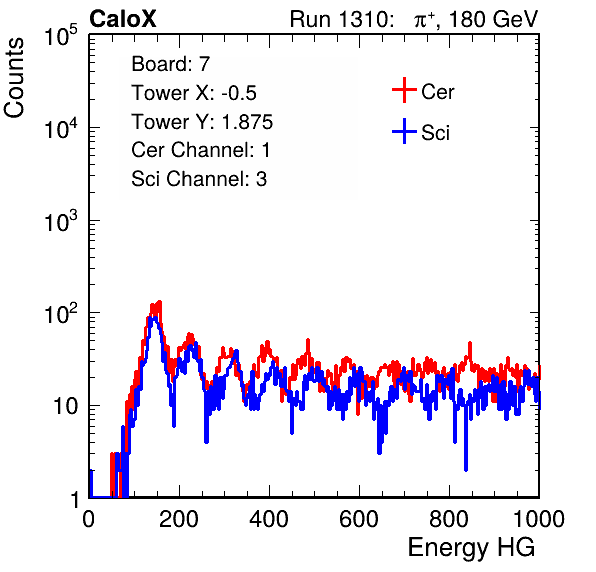 CaloX Run 1310: π⁺, 180 GeV
Counts
10⁵
10⁴
10³
10²
10
1
Board: 7
Tower X: -0.5
Tower Y: 1.875
Cer Channel: 1
Sci Channel: 3
Cer
Sci
0 200 400 600 800 1000
Energy HG